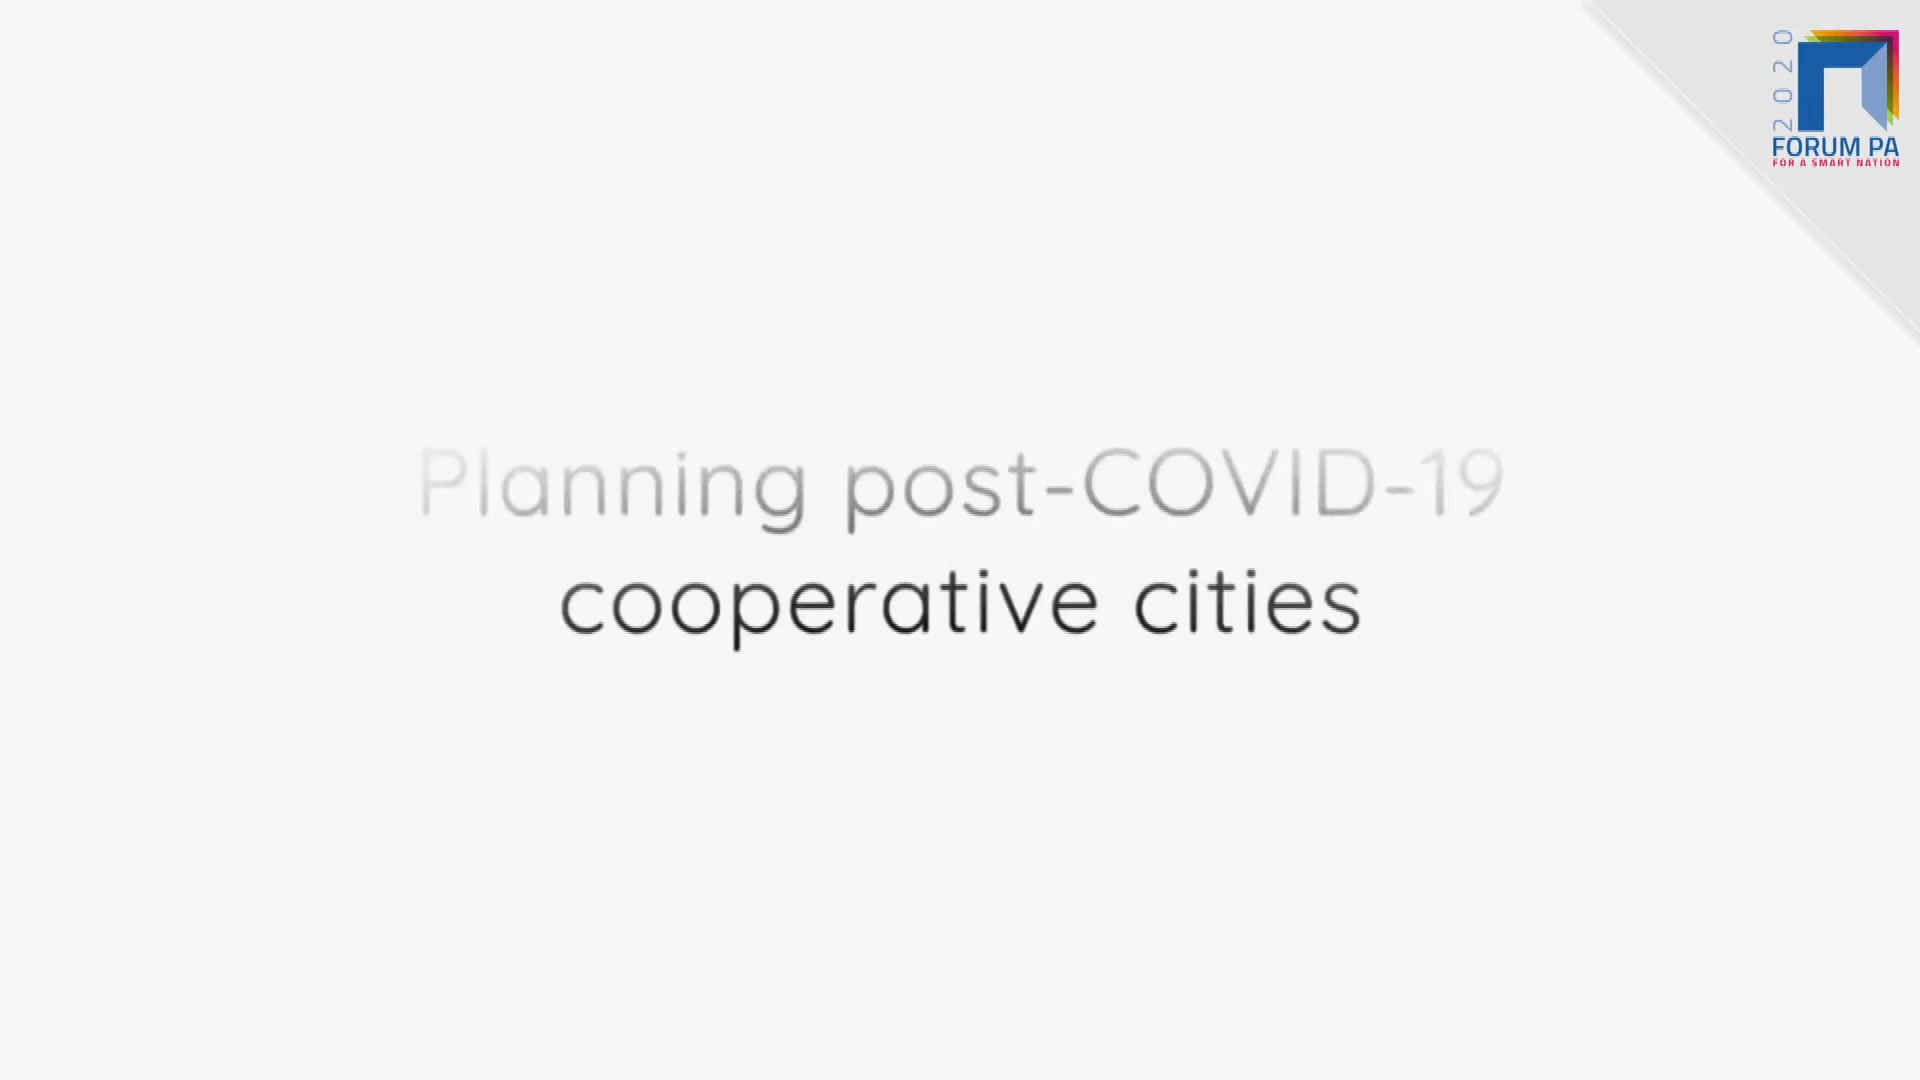 2020
FORUM PA
FOR A SMART NATION
Planning post-COVID-19
cooperative cities